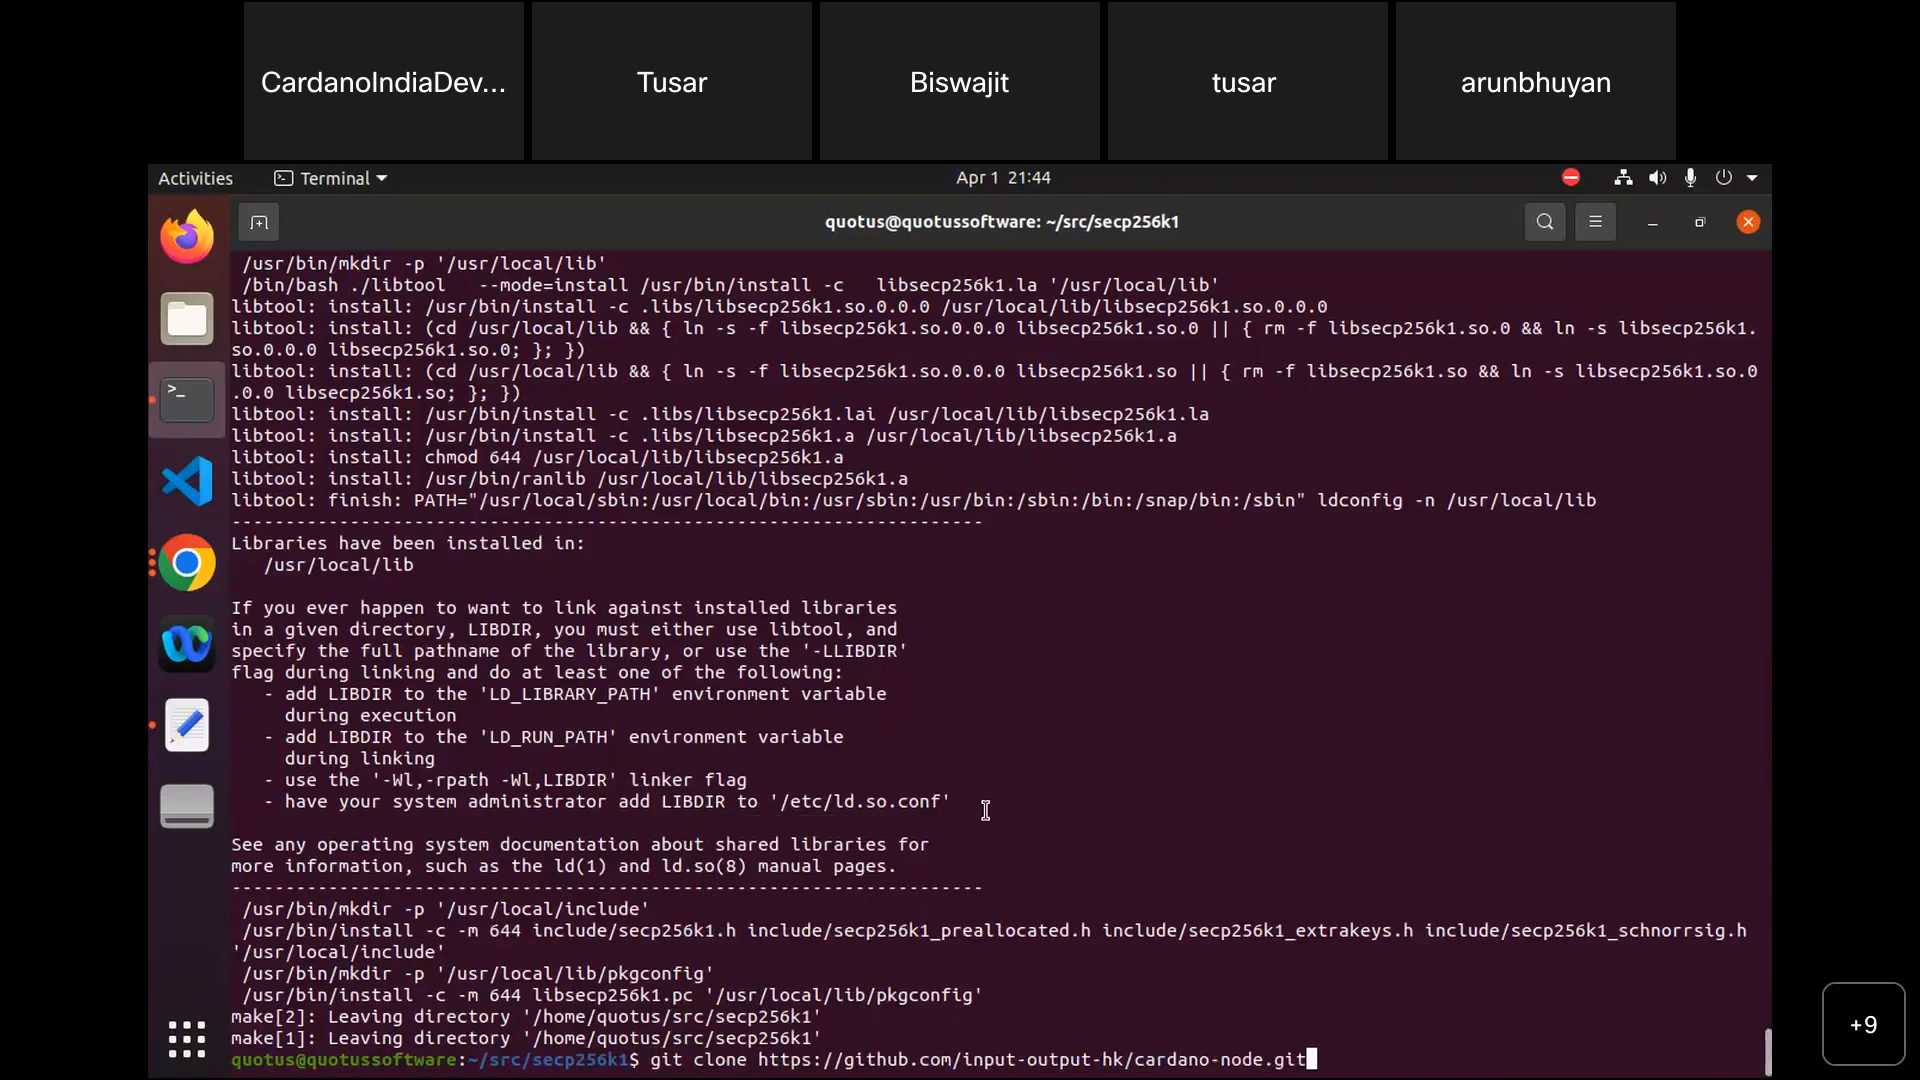 CardanoIndiaDev...
Tusar
Biswajit
tusar
arunbhuyan
Activities
Terminal
Apr 1 21:44
quotus@quotussoftware: ~/src/secp256k1
/usr/bin/mkdir -p '/usr/local/lib'
/bin/bash ./libtool   --mode=install /usr/bin/install -c   libsecp256k1.la '/usr/local/lib'
libtool: install: /usr/bin/install -c .libs/libsecp256k1.so.0.0.0 /usr/local/lib/libsecp256k1.so.0.0.0
libtool: install: (cd /usr/local/lib && { ln -s -f libsecp256k1.so.0.0.0 libsecp256k1.so.0 || { rm -f libsecp256k1.so.0 && ln -s libsecp256k1.
so.0.0.0 libsecp256k1.so.0; }; })
libtool: install: (cd /usr/local/lib && { ln -s -f libsecp256k1.so.0.0.0 libsecp256k1.so || { rm -f libsecp256k1.so && ln -s libsecp256k1.so.0
.0.0 libsecp256k1.so; }; })
libtool: install: /usr/bin/install -c .libs/libsecp256k1.lai /usr/local/lib/libsecp256k1.la
libtool: install: /usr/bin/install -c .libs/libsecp256k1.a /usr/local/lib/libsecp256k1.a
libtool: install: chmod 644 /usr/local/lib/libsecp256k1.a
libtool: install: /usr/bin/ranlib /usr/local/lib/libsecp256k1.a
libtool: finish: PATH="/usr/local/sbin:/usr/local/bin:/usr/sbin:/usr/bin:/sbin:/bin:/snap/bin:/sbin" ldconfig -n /usr/local/lib
----------------------------------------------------------------------
Libraries have been installed in:
/usr/local/lib
If you ever happen to want to link against installed libraries
in a given directory, LIBDIR, you must either use libtool, and
specify the full pathname of the library, or use the '-LLIBDIR'
flag during linking and do at least one of the following:
- add LIBDIR to the 'LD_LIBRARY_PATH' environment variable
during execution
- add LIBDIR to the 'LD_RUN_PATH' environment variable
during linking
- use the '-Wl,-rpath -Wl,LIBDIR' linker flag
- have your system administrator add LIBDIR to '/etc/ld.so.conf'
See any operating system documentation about shared libraries for
more information, such as the ld(1) and ld.so(8) manual pages.
----------------------------------------------------------------------
/usr/bin/mkdir -p '/usr/local/include'
/usr/bin/install -c -m 644 include/secp256k1.h include/secp256k1_preallocated.h include/secp256k1_extrakeys.h include/secp256k1_schnorrsig.h
'/usr/local/include'
/usr/bin/mkdir -p '/usr/local/lib/pkgconfig'
/usr/bin/install -c -m 644 libsecp256k1.pc '/usr/local/lib/pkgconfig'
make[2]: Leaving directory '/home/quotus/src/secp256k1'
make[1]: Leaving directory '/home/quotus/src/secp256k1'
quotus@quotussoftware:~/src/secp256k1$ git clone https://github.com/input-output-hk/cardano-node.git
+9